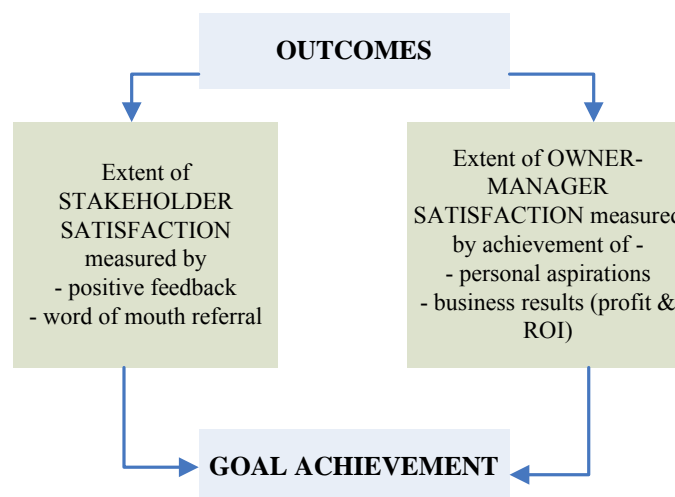 OUTCOMES
Extent of
STAKEHOLDER
SATISFACTION
measured by
- positive feedback
- word of mouth referral
Extent of OWNER-
MANAGER
SATISFACTION measured
by achievement of -
- personal aspirations
- business results (profit &
ROI)
GOAL ACHIEVEMENT